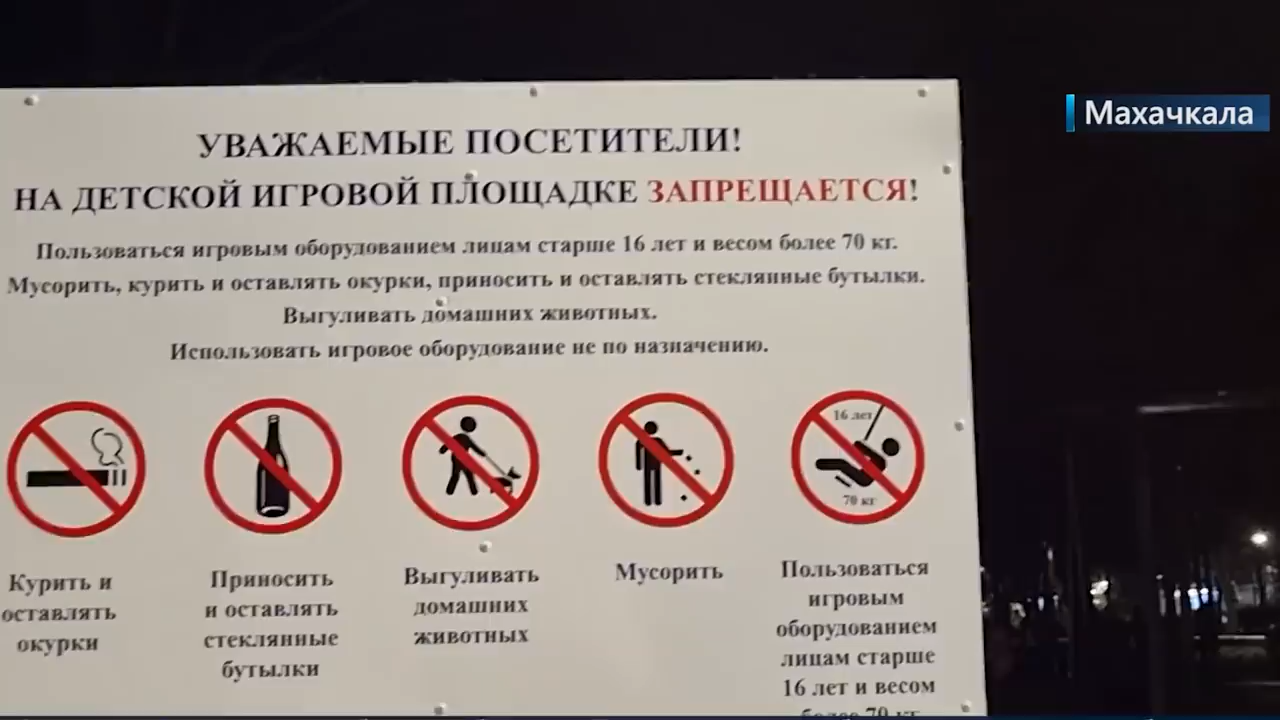 Махачкала
УВАЖАЕМЫЕ ПОСЕТИТЕЛИ!
НА ДЕТСКОЙ ИГРОВОЙ ПЛОЩАДКЕ ЗАПРЕЩАЕТСЯ!
Пользоваться игровым оборудованием лицам старше 16 лет и весом более 70 кг.
Мусорить, курить и оставлять окурки, приносить и оставлять стеклянные бутылки.
Выгуливать домашних животных.
Использовать игровое оборудование не по назначению.
16 лет
70 кг
Курить и
оставлять
окурки
Приносить
и оставлять
стеклянные
бутылки
Выгуливать
домашних
животных
Мусорить
Пользоваться
игровым
оборудованием
лицам старше
16 лет и весом
более 70 кг